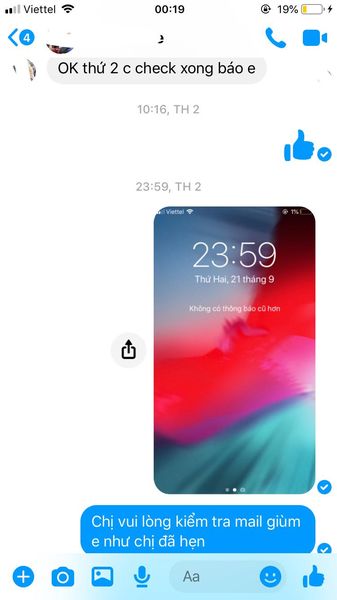 Viettel 00:19 19%
4
OK thứ 2 c check xong báo e
10:16, TH 2
23:59, TH 2
Viettel 1%
23:59
Thứ Hai, 21 tháng 9
Không có thông báo cũ hơn
Chị vui lòng kiểm tra mail giùm
e như chị đã hẹn
Aa